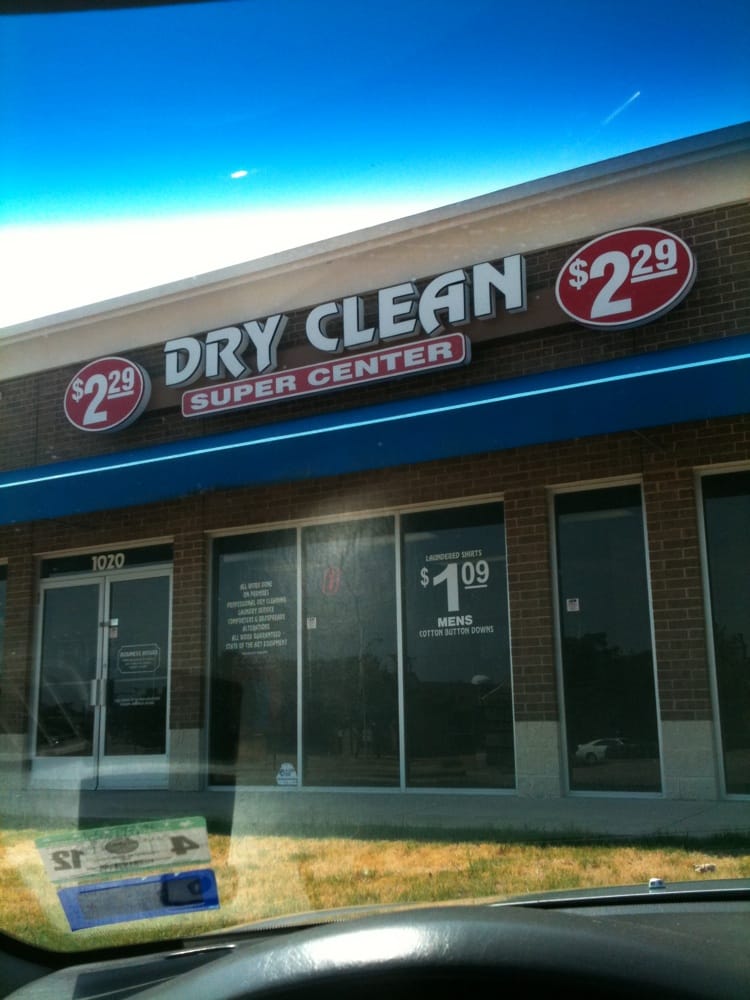 $2.29
DRY CLEAN
SUPER CENTER
$2.29
1020
BUSINESS HOURS
ALL WORK DONE
ON PREMISES
PROFESSIONAL DRY CLEANING
LAUNDRY SERVICE
COMFORTERS & DRAPERIES
ALTERATIONS
ALL WORK GUARANTEED
STATE OF THE ART EQUIPMENT
LAUNDERED SHIRTS
$1.09
MENS
COTTON BUTTON DOWNS
4
12